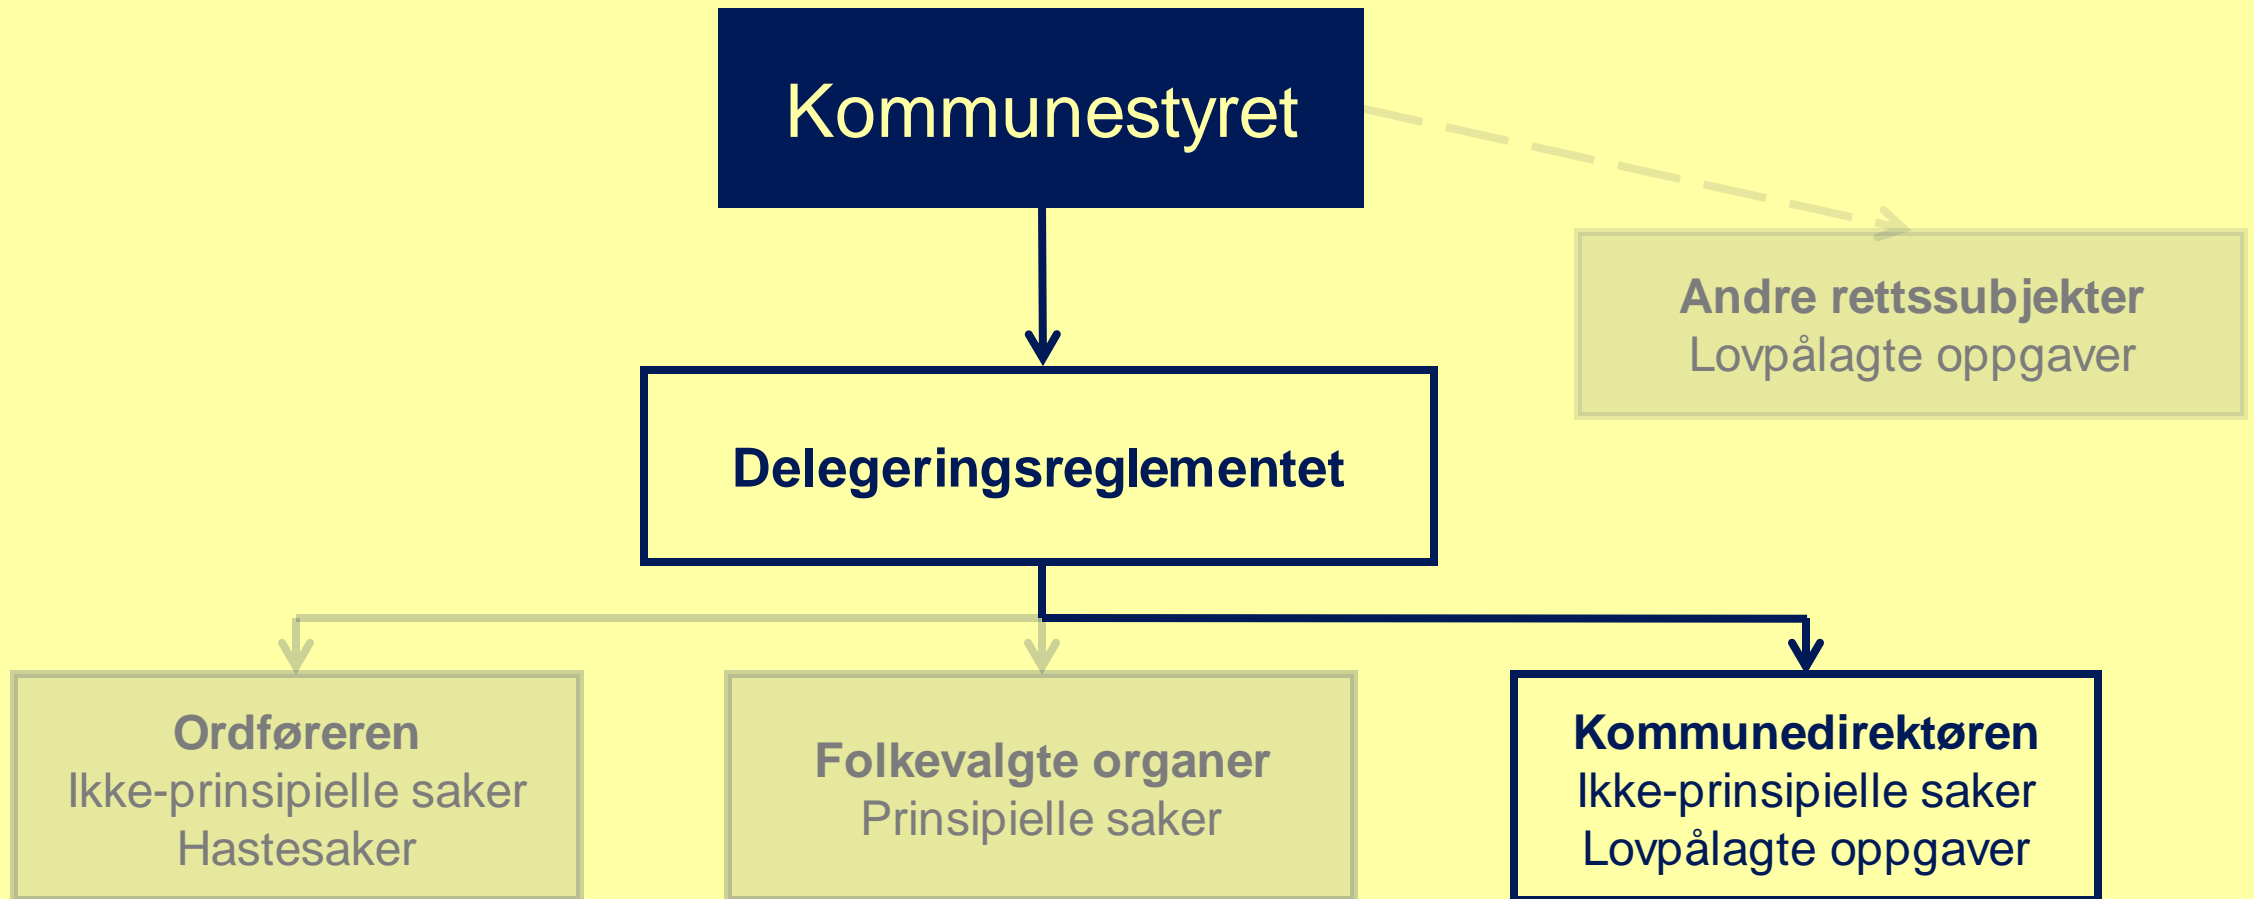 Kommunestyret
Andre rettssubjekter
Lovpålagte oppgaver
Delegeringsreglementet
Ordføreren
Ikke-prinsipielle saker
Hastesaker
Folkevalgte organer
Prinsipielle saker
Kommunedirektøren
Ikke-prinsipielle saker
Lovpålagte oppgaver